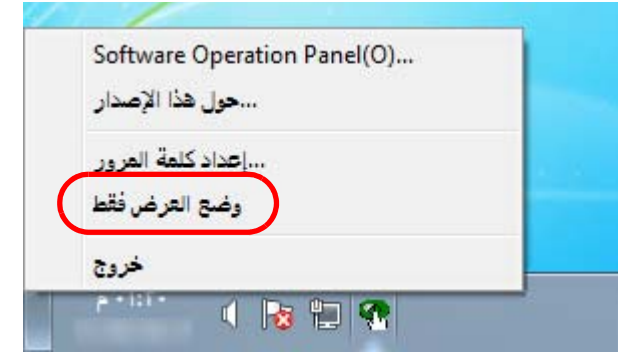 Software Operation Panel(O)...
حول هذا الإصدار...
إعداد كلمة المرور...
وضع العرض فقط
خروج